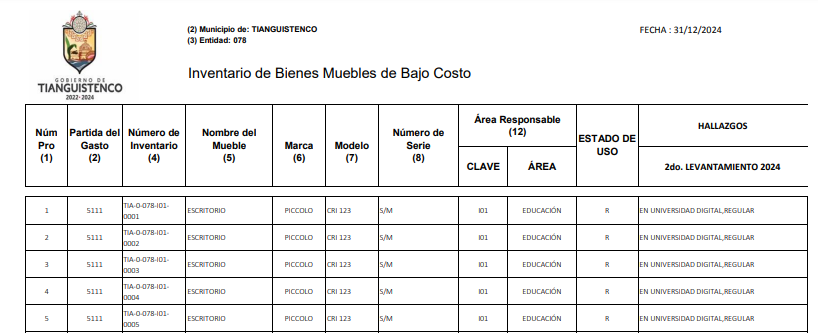 (2) Municipio de: TIANGUISTENCO
(3) Entidad: 078
FECHA : 31/12/2024
GOBIERNO DE
TIANGUISTENCO
2022-2024
Inventario de Bienes Muebles de Bajo Costo
Núm Pro (1) Partida del Gasto (2) Número de Inventario (4) Nombre del Mueble (5) Marca (6) Modelo (7) Número de Serie (8) Área Responsable (12) ESTADO DE USO HALLAZGOS
CLAVE ÁREA 2do. LEVANTAMIENTO 2024
1 5111 TIA-0-078-I01-0001 ESCRITORIO PICCOLO CRI 123 S/M I01 EDUCACIÓN R EN UNIVERSIDAD DIGITAL,REGULAR
2 5111 TIA-0-078-I01-0002 ESCRITORIO PICCOLO CRI 123 S/M I01 EDUCACIÓN R EN UNIVERSIDAD DIGITAL,REGULAR
3 5111 TIA-0-078-I01-0003 ESCRITORIO PICCOLO CRI 123 S/M I01 EDUCACIÓN R EN UNIVERSIDAD DIGITAL,REGULAR
4 5111 TIA-0-078-I01-0004 ESCRITORIO PICCOLO CRI 123 S/M I01 EDUCACIÓN R EN UNIVERSIDAD DIGITAL,REGULAR
5 5111 TIA-0-078-I01-0005 ESCRITORIO PICCOLO CRI 123 S/M I01 EDUCACIÓN R EN UNIVERSIDAD DIGITAL,REGULAR